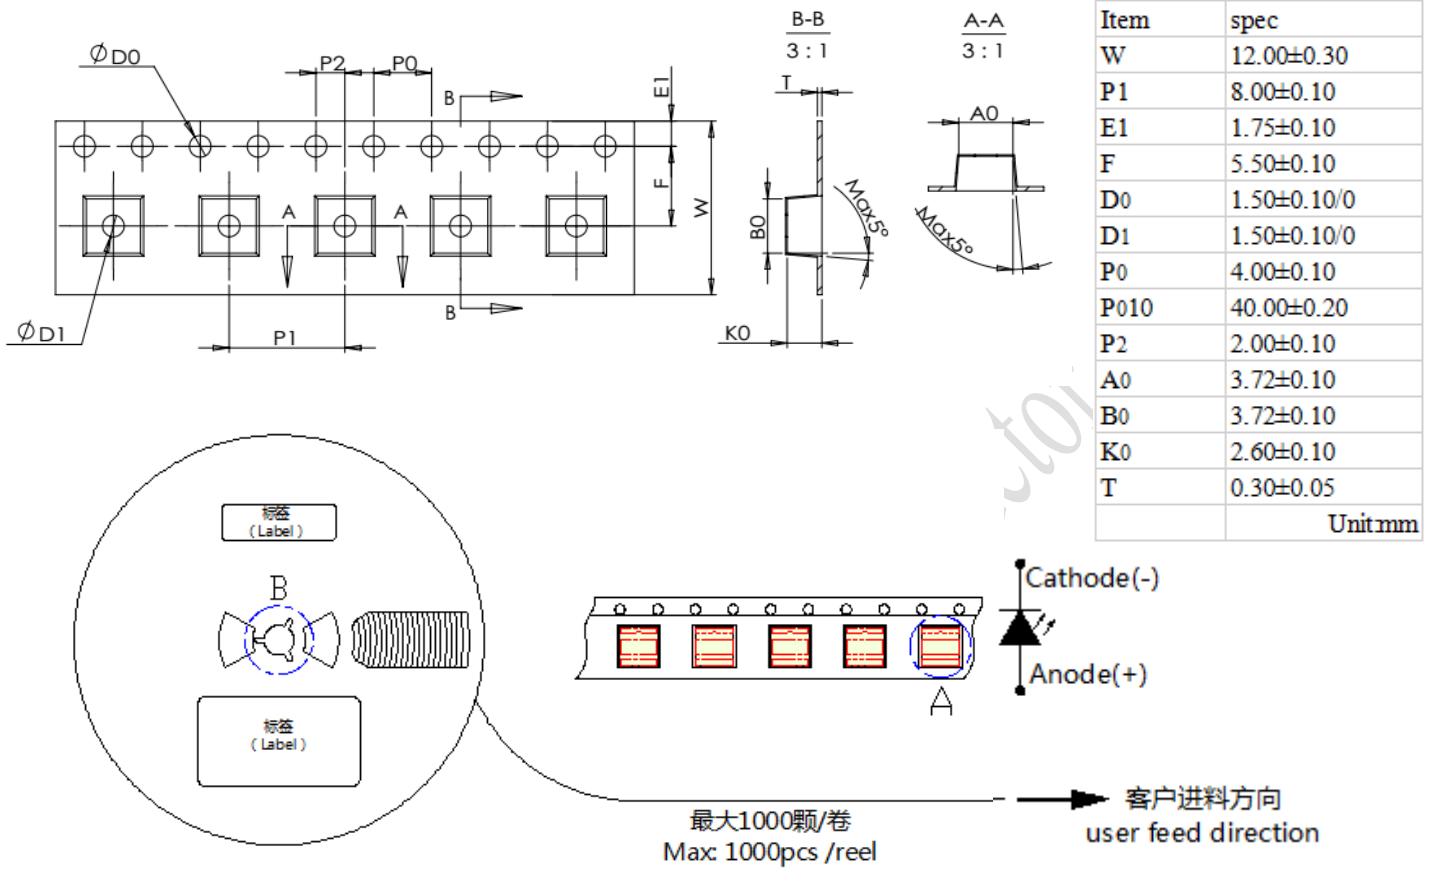 B-B
3 : 1
A-A
3 : 1
ØD0
P2
P0
B
E1
T
A0
F
W
A
A
B0
Max5°
Max5°
B
ØD1
P1
K0
Item spec
W 12.00±0.30
P1 8.00±0.10
E1 1.75±0.10
F 5.50±0.10
D0 1.50±0.10/0
D1 1.50±0.10/0
P0 4.00±0.10
P010 40.00±0.20
P2 2.00±0.10
A0 3.72±0.10
B0 3.72±0.10
K0 2.60±0.10
T 0.30±0.05
Unit:mm
标签
( Label )
B
标签
( Label )
A
Cathode(-)
Anode(+)
最大1000颗/卷
Max: 1000pcs /reel
客户进料方向
user feed direction